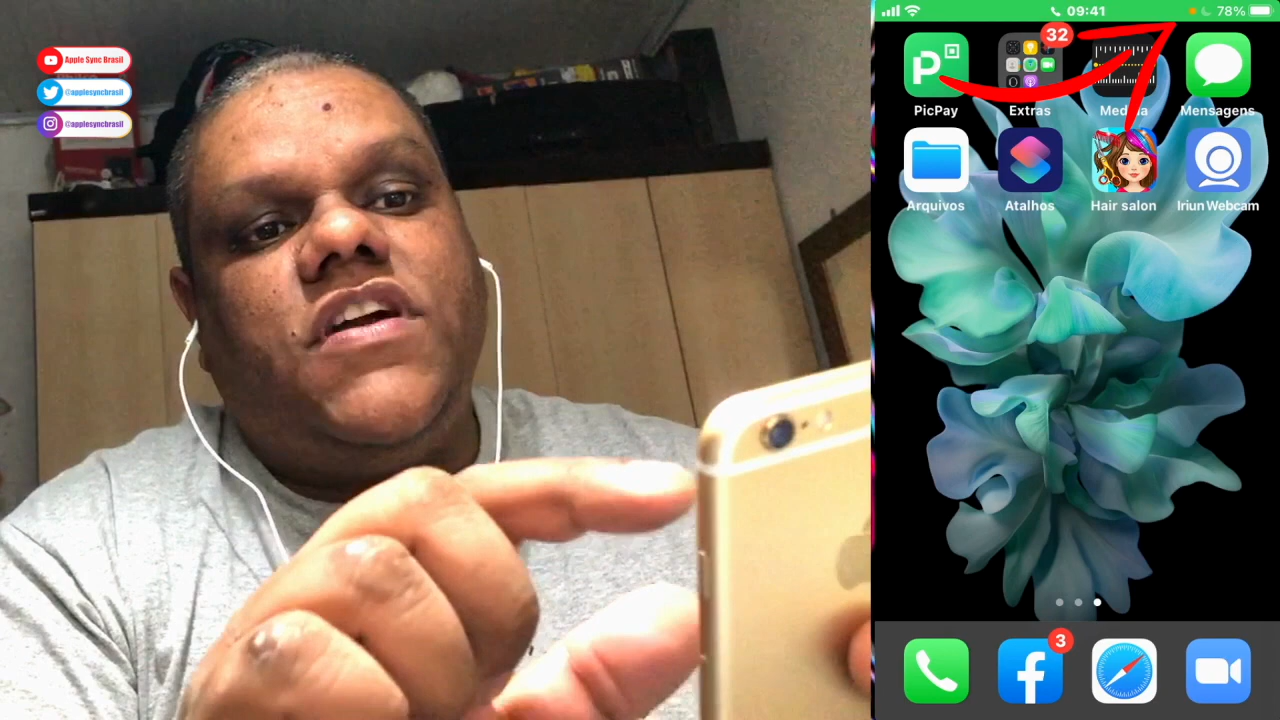 Apple Sync Brasil
@applesyncbrasil
@applesyncbrasil
09:41
78%
32
PicPay
Extras
Mensagens
Arquivos
Atalhos
Hair salon
Iriun Webcam
3